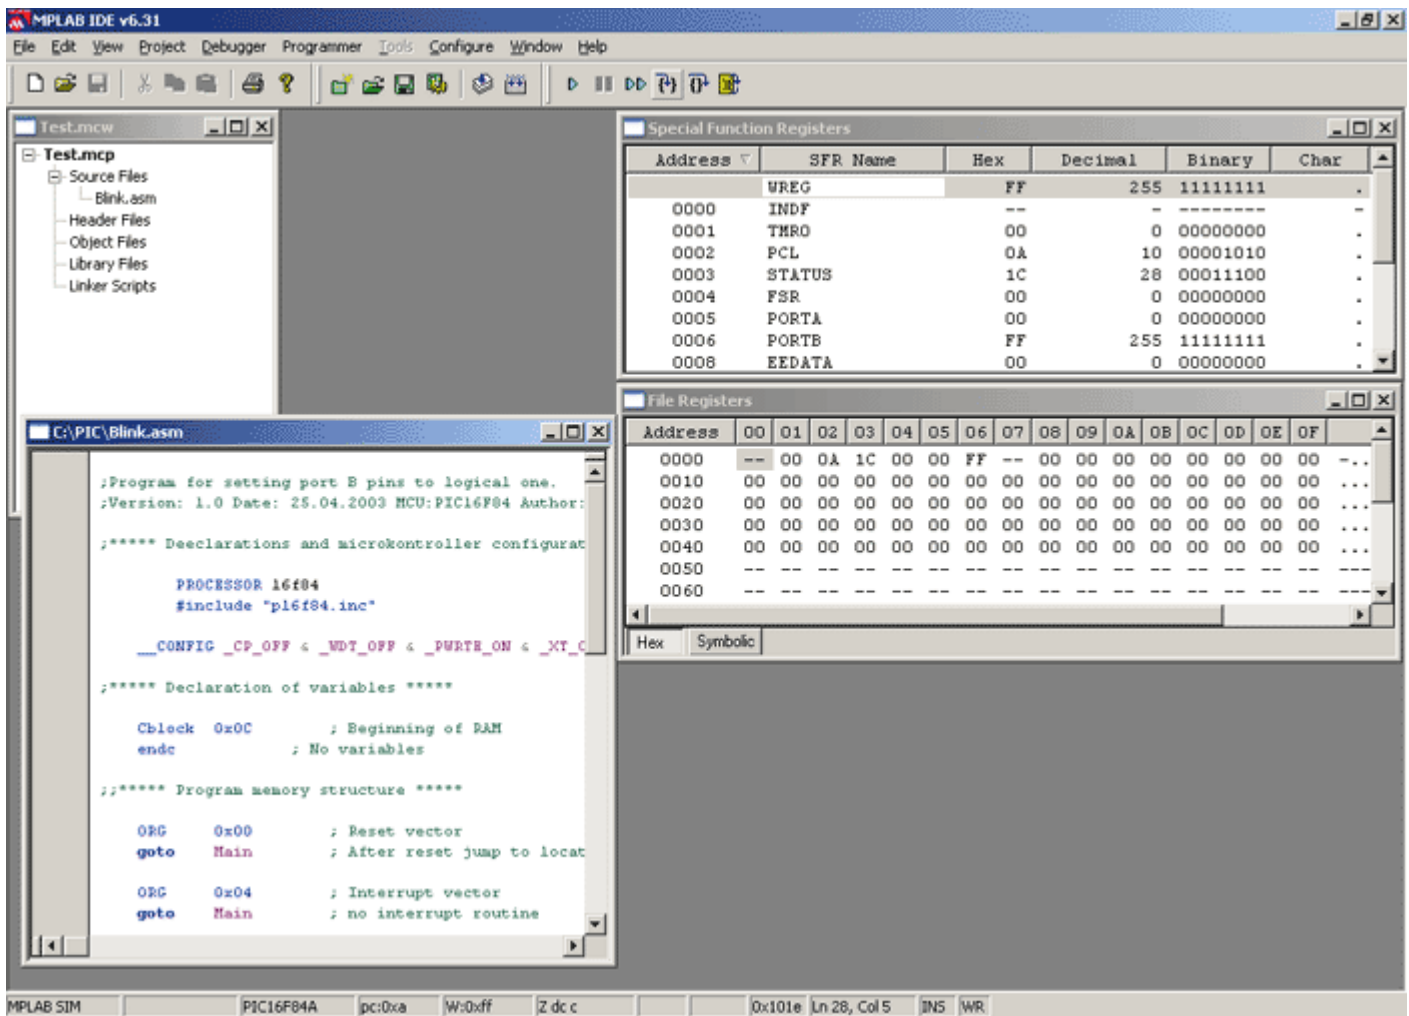 MPLAB IDE v6.31
File Edit View Project Debugger Programmer Tools Configure Window Help
Test.mcw
Test.mcp
Source Files
Blink.asm
Header Files
Object Files
Library Files
Linker Scripts
Special Function Registers
Address SFR Name Hex Decimal Binary Char
WREG FF 255 11111111 .
0000 INDF -- - -------- -
0001 TMR0 00 0 00000000 .
0002 PCL 0A 10 00001010 .
0003 STATUS 1C 28 00011100 .
0004 FSR 00 0 00000000 .
0005 PORTA 00 0 00000000 .
0006 PORTB FF 255 11111111 .
0008 EEDATA 00 0 00000000 .
File Registers
Address 00 01 02 03 04 05 06 07 08 09 0A 0B 0C 0D 0E 0F
0000 -- 00 0A 1C 00 00 FF -- 00 00 00 00 00 00 00 00 -..
0010 00 00 00 00 00 00 00 00 00 00 00 00 00 00 00 00 ...
0020 00 00 00 00 00 00 00 00 00 00 00 00 00 00 00 00 ...
0030 00 00 00 00 00 00 00 00 00 00 00 00 00 00 00 00 ...
0040 00 00 00 00 00 00 00 00 00 00 00 00 00 00 00 00 ...
0050 -- -- -- -- -- -- -- -- -- -- -- -- -- -- -- -- ---
0060 -- -- -- -- -- -- -- -- -- -- -- -- -- -- -- -- ---
Hex Symbolic
C:\PIC\Blink.asm
;Program for setting port B pins to logical one.
;Version: 1.0 Date: 25.04.2003 MCU:PIC16F84 Author:
;***** Deeclarations and microkontroller configurat
PROCESSOR 16f84
#include "p16f84.inc"
__CONFIG _CP_OFF & _WDT_OFF & _PWRTE_ON & _XT_O
;***** Declaration of variables *****
Cblock 0x0C ; Beginning of RAM
endc ; No variables
;;***** Program memory structure *****
ORG 0x00 ; Reset vector
goto Main ; After reset jump to locat
ORG 0x04 ; Interrupt vector
goto Main ; no interrupt routine
MPLAB SIM PIC16F84A pc:0xa W:0xff Z dc c 0x101e Ln 28, Col 5 INS WR